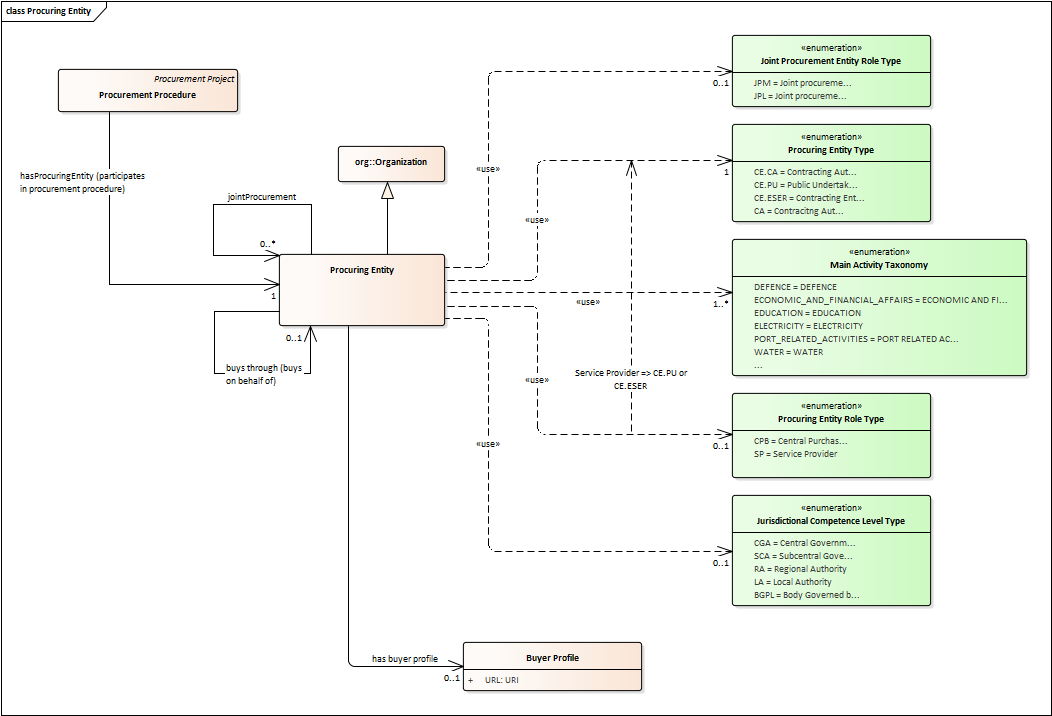 class Procuring Entity
Procurement Project
Procurement Procedure
hasProcuringEntity (participates
in procurement procedure)
org::Organization
jointProcurement
0..*
1
Procuring Entity
0..1
buys through (buys
on behalf of)
«use»
«use»
«use»
«use»
«use»
Service Provider => CE.PU or
CE.ESER
«enumeration»
Joint Procurement Entity Role Type
JPM = Joint procureme...
JPL = Joint procureme...
0..1
«enumeration»
Procuring Entity Type
CE.CA = Contracting Aut...
CE.PU = Public Undertak...
CE.ESER = Contracting Ent...
CA = Contracitng Aut...
1
«enumeration»
Main Activity Taxonomy
DEFENCE = DEFENCE
ECONOMIC_AND_FINANCIAL_AFFAIRS = ECONOMIC AND FI...
EDUCATION = EDUCATION
ELECTRICITY = ELECTRICITY
PORT_RELATED_ACTIVITIES = PORT RELATED AC...
WATER = WATER
...
1..*
«enumeration»
Procuring Entity Role Type
CPB = Central Purchas...
SP = Service Provider
0..1
«enumeration»
Jurisdictional Competence Level Type
CGA = Central Governm...
SCA = Subcentral Gove...
RA = Regional Authority
LA = Local Authority
BGPL = Body Governed b...
0..1
has buyer profile
0..1
Buyer Profile
+ URL: URI